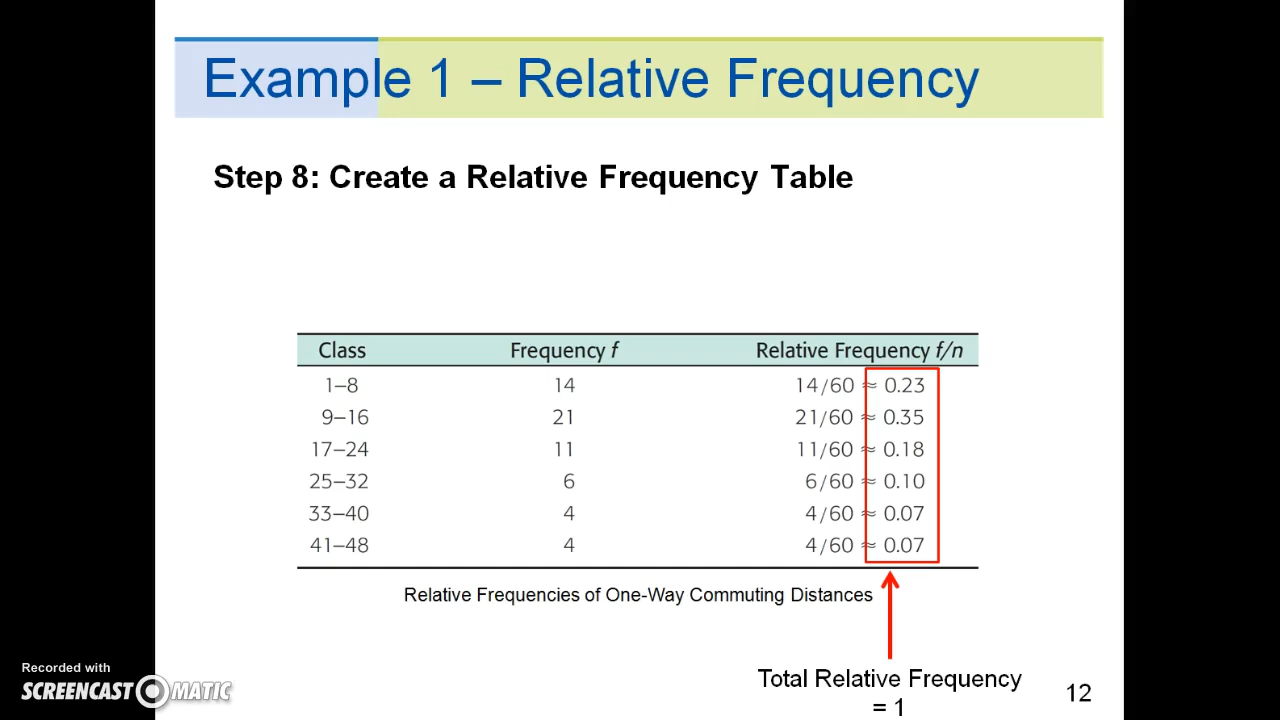 Example 1 – Relative Frequency
Step 8: Create a Relative Frequency Table
Class Frequency f Relative Frequency f/n
1–8 14 14/60 ≈ 0.23
9–16 21 21/60 ≈ 0.35
17–24 11 11/60 ≈ 0.18
25–32 6 6/60 ≈ 0.10
33–40 4 4/60 ≈ 0.07
41–48 4 4/60 ≈ 0.07
Relative Frequencies of One-Way Commuting Distances
Total Relative Frequency
= 1
12
Recorded with
SCREENCAST-O-MATIC